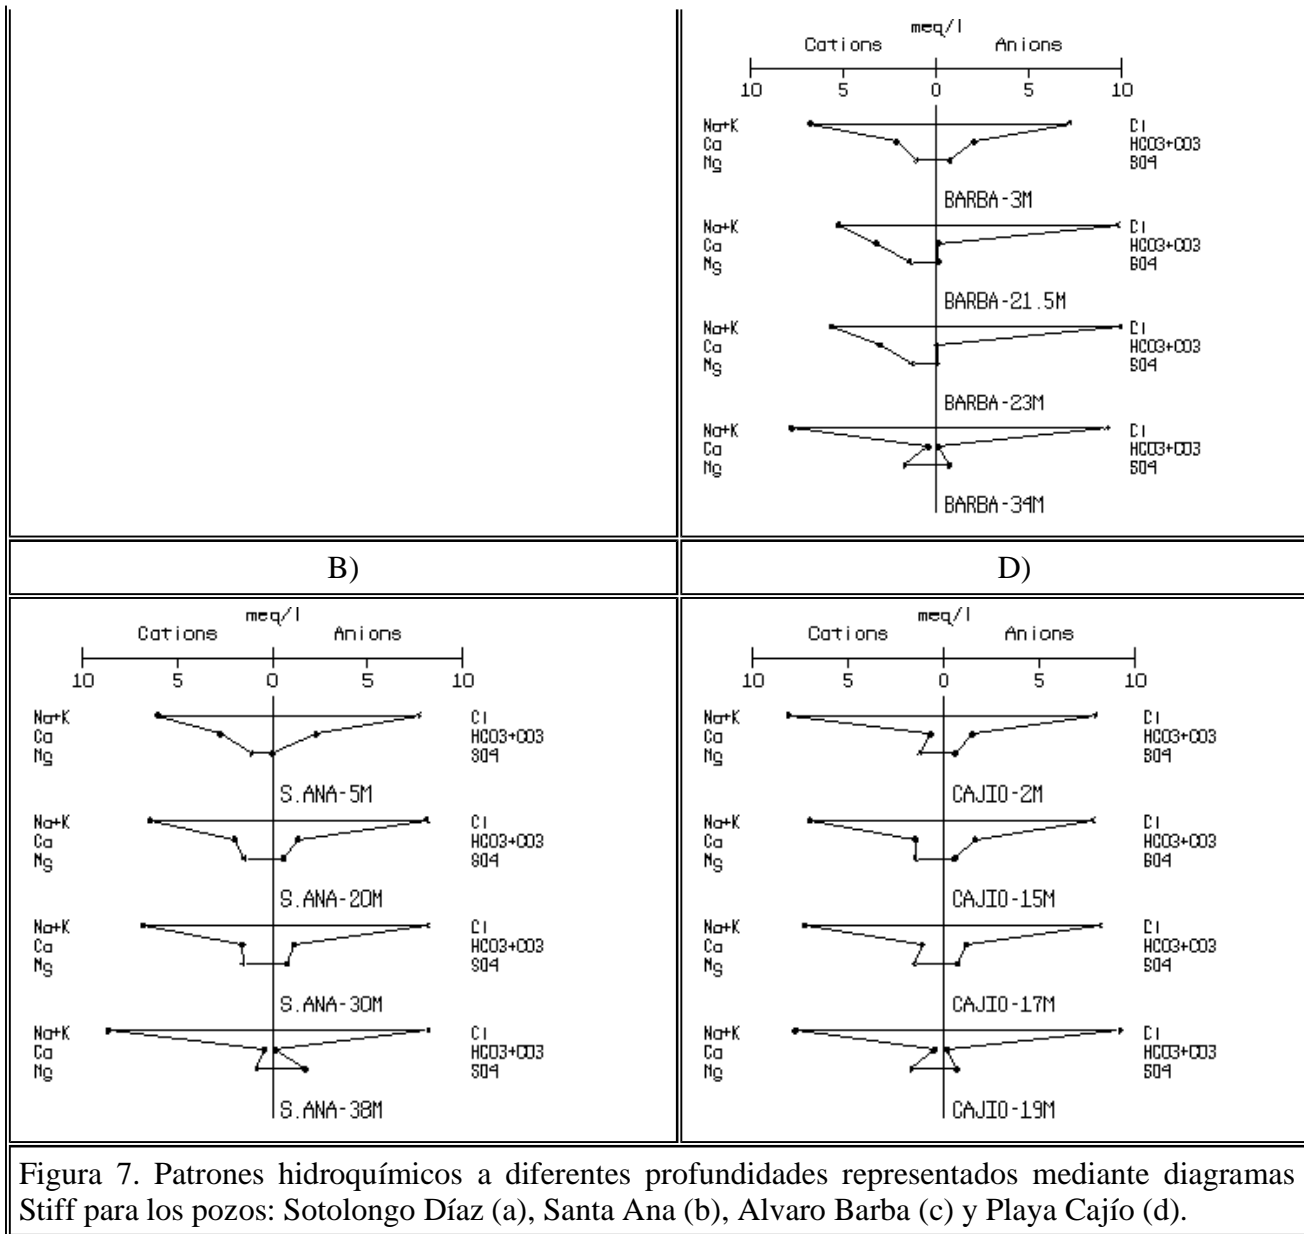 meq/l
Cations Anions
10 5 0 5 10
Na+K Cl
Ca HCO3+CO3
Mg SO4
BARBA-3M
Na+K Cl
Ca HCO3+CO3
Mg SO4
BARBA-21.5M
Na+K Cl
Ca HCO3+CO3
Mg SO4
BARBA-23M
Na+K Cl
Ca HCO3+CO3
Mg SO4
BARBA-34M
B) D)
meq/l
Cations Anions
10 5 0 5 10
Na+K Cl
Ca HCO3+CO3
Mg SO4
S.ANA-5M
Na+K Cl
Ca HCO3+CO3
Mg SO4
S.ANA-20M
Na+K Cl
Ca HCO3+CO3
Mg SO4
S.ANA-30M
Na+K Cl
Ca HCO3+CO3
Mg SO4
S.ANA-38M
meq/l
Cations Anions
10 5 0 5 10
Na+K Cl
Ca HCO3+CO3
Mg SO4
CAJIO-2M
Na+K Cl
Ca HCO3+CO3
Mg SO4
CAJIO-15M
Na+K Cl
Ca HCO3+CO3
Mg SO4
CAJIO-17M
Na+K Cl
Ca HCO3+CO3
Mg SO4
CAJIO-19M
Figura 7. Patrones hidroquímicos a diferentes profundidades representados mediante diagramas
Stiff para los pozos: Sotolongo Díaz (a), Santa Ana (b), Alvaro Barba (c) y Playa Cajío (d).